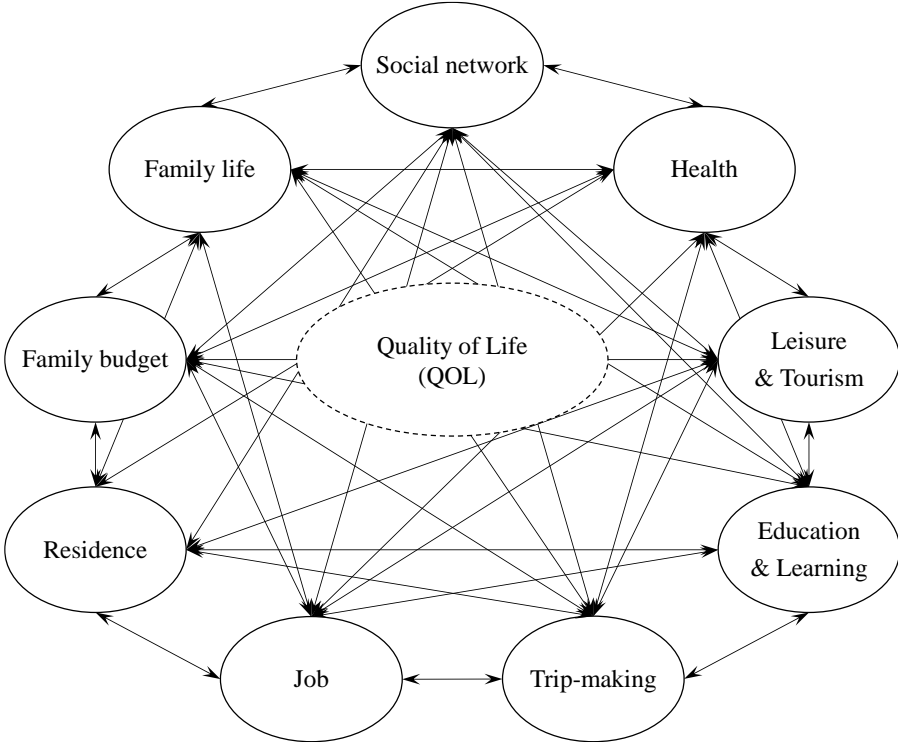 Social network
Family life
Health
Quality of Life
(QOL)
Family budget
Leisure
& Tourism
Residence
Education
& Learning
Job
Trip-making